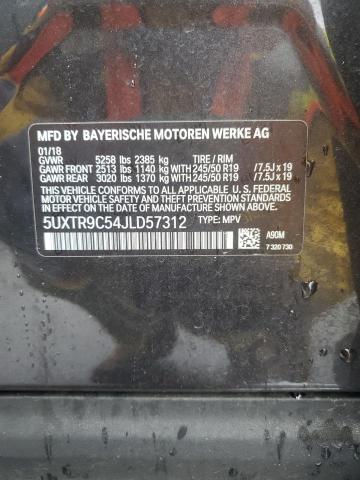 MFD BY BAYERISCHE MOTOREN WERKE AG
01/18
GVWR 5258 lbs 2385 kg TIRE / RIM
GAWR FRONT 2513 lbs 1140 kg WITH 245/50 R19 /7.5J x 19
GAWR REAR 3020 lbs 1370 kg WITH 245/50 R19 /7.5J x 19
THIS VEHICLE CONFORMS TO ALL APPLICABLE U.S. FEDERAL
MOTOR VEHICLE SAFETY AND THEFT PREVENTION STANDARDS IN
EFFECT ON THE DATE OF MANUFACTURE SHOWN ABOVE.
5UXTR9C54JLD57312 TYPE: MPV
A90M
7 320 730